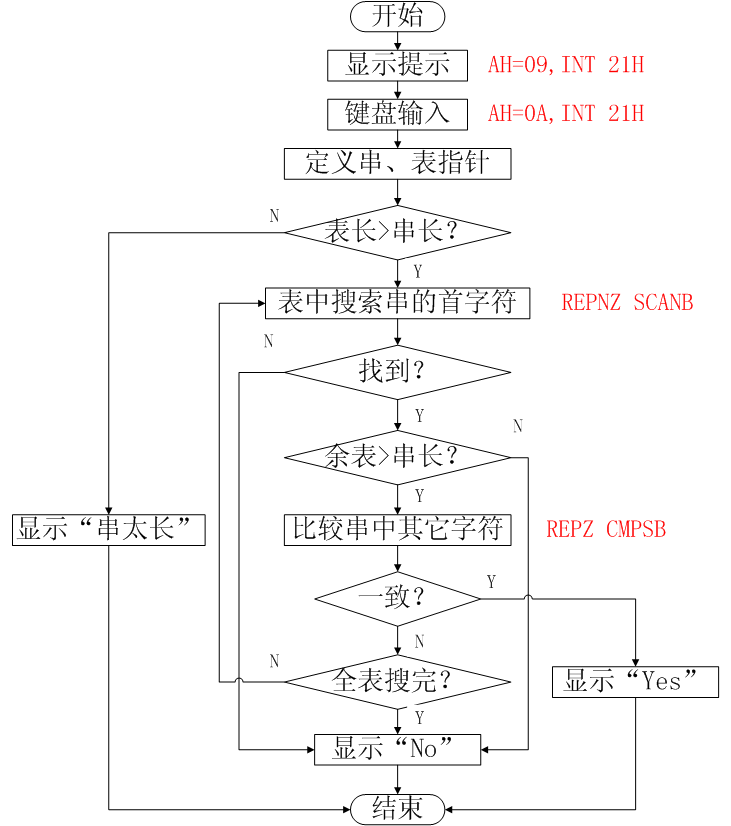 开始
显示提示 AH=09,INT 21H
键盘输入 AH=0A,INT 21H
定义串、表指针
N
表长>串长?
Y
表中搜索串的首字符 REPNZ SCANB
N
找到?
Y
N
余表>串长?
Y
显示“串太长”
比较串中其它字符 REPZ CMPSB
Y
一致?
N
N
全表搜完?
显示“Yes”
Y
显示“No”
结束